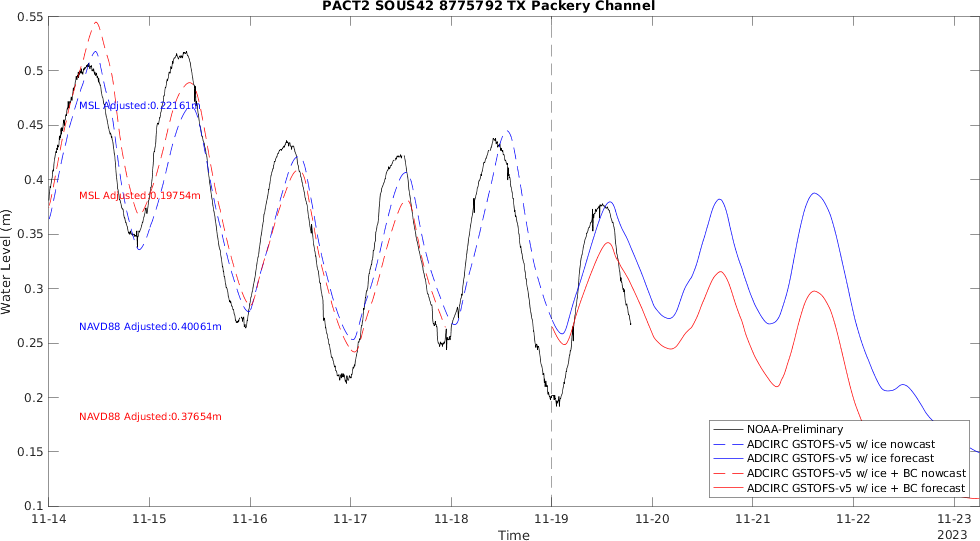 PACT2 SOUS42 8775792 TX Packery Channel
0.55
0.5
0.45
0.4
0.35
0.3
0.25
0.2
0.15
0.1
Water Level (m)
MSL Adjusted:0.22161m
MSL Adjusted:0.19754m
NAVD88 Adjusted:0.40061m
NAVD88 Adjusted:0.37654m
NOAA-Preliminary
ADCIRC GSTOFS-v5 w/ ice nowcast
ADCIRC GSTOFS-v5 w/ ice forecast
ADCIRC GSTOFS-v5 w/ ice + BC nowcast
ADCIRC GSTOFS-v5 w/ ice + BC forecast
11-14 11-15 11-16 11-17 11-18 11-19 11-20 11-21 11-22 11-23
2023
Time